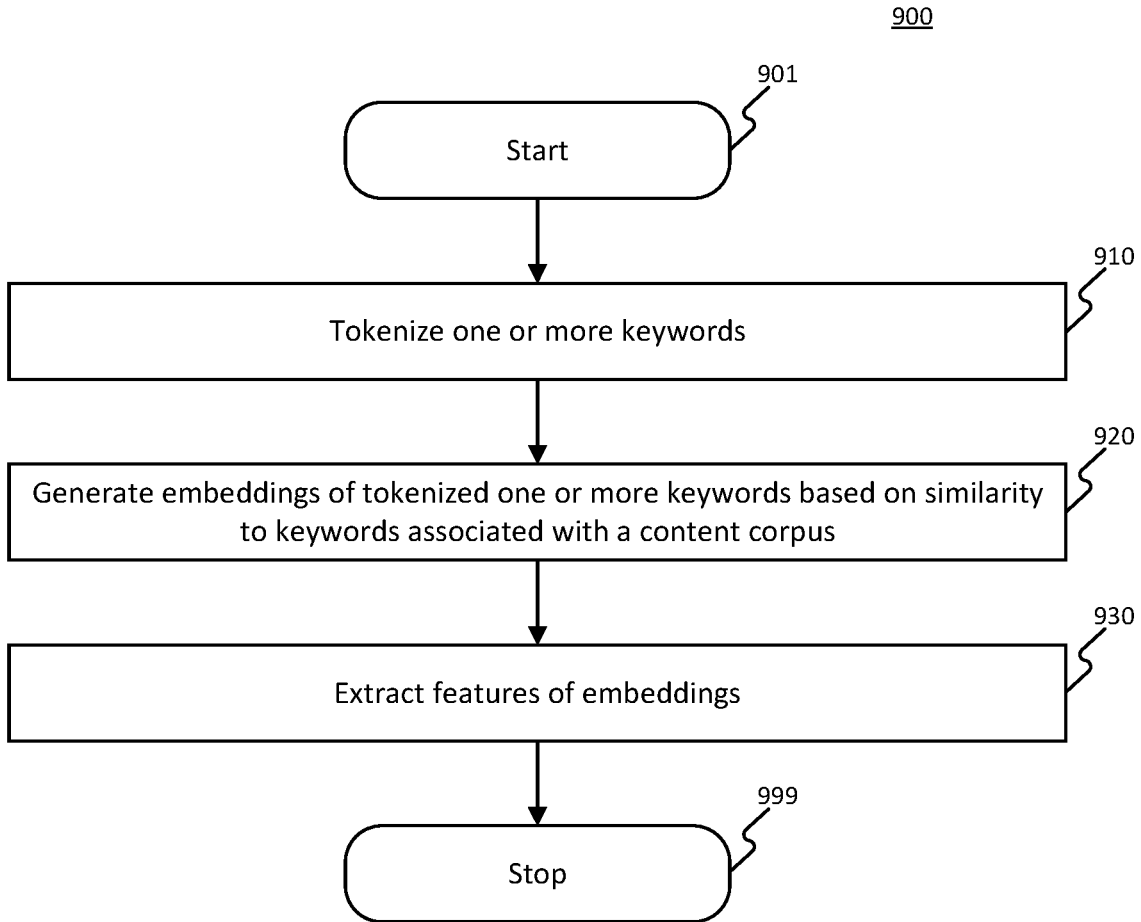 900
901
Start
910
Tokenize one or more keywords
920
Generate embeddings of tokenized one or more keywords based on similarity
to keywords associated with a content corpus
930
Extract features of embeddings
999
Stop